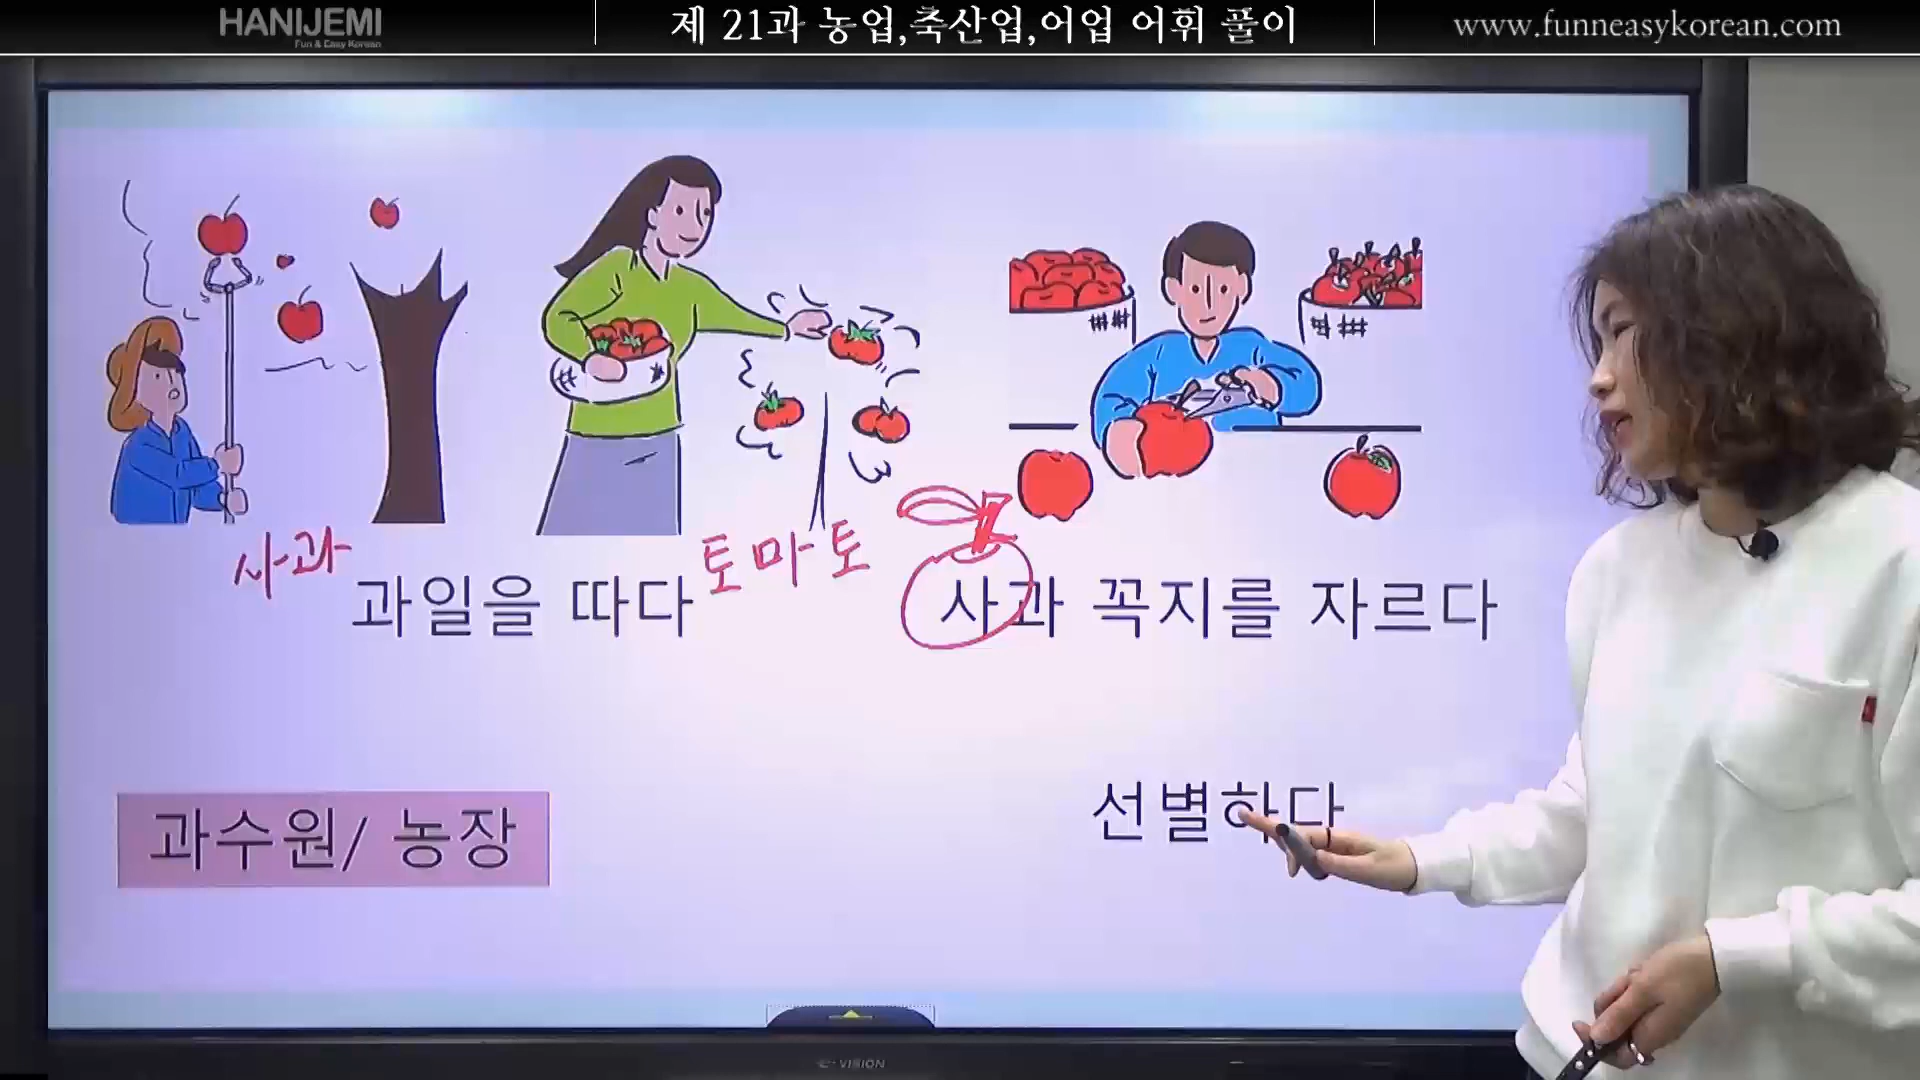 HANIJEMI
Fun & Easy Korean
제 21과 농업,축산업,어업 어휘 풀이
www.funneasykorean.com
사과
토마토
과일을 따다
사과 꼭지를 자르다
과수원/ 농장
선별하다
VISION